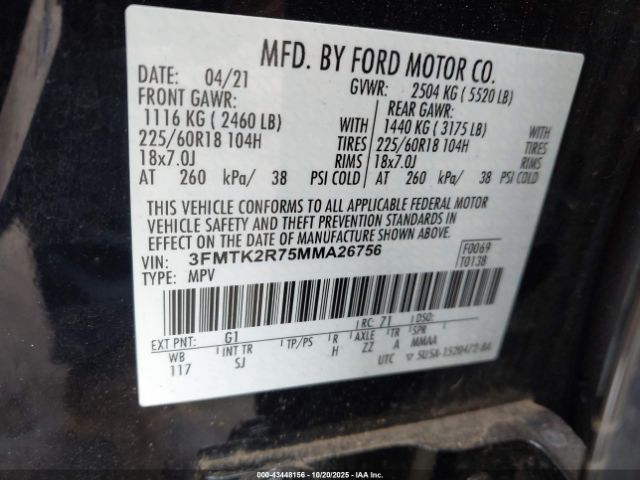 MFD. BY FORD MOTOR CO.
DATE: 04/21 GVWR: 2504 KG ( 5520 LB)
FRONT GAWR: REAR GAWR:
1116 KG ( 2460 LB) WITH 1440 KG ( 3175 LB) WITH
225/60R18 104H TIRES 225/60R18 104H TIRES
18x7.0J RIMS 18x7.0J RIMS
AT 260 kPa/ 38 PSI COLD AT 260 kPa/ 38 PSI COLD
THIS VEHICLE CONFORMS TO ALL APPLICABLE FEDERAL MOTOR
VEHICLE SAFETY AND THEFT PREVENTION STANDARDS IN
EFFECT ON THE DATE OF MANUFACTURE SHOWN ABOVE.
VIN: 3FMTK2R75MMA26756 F0069
TYPE: MPV T0138
EXT PNT: G1 RC: 71 DSO:
WB INT TR TP/PS R AXLE TR SPR
117 SJ H ZZ A MMAA
UTC
000-43448156 - 10/20/2025 - IAA Inc.